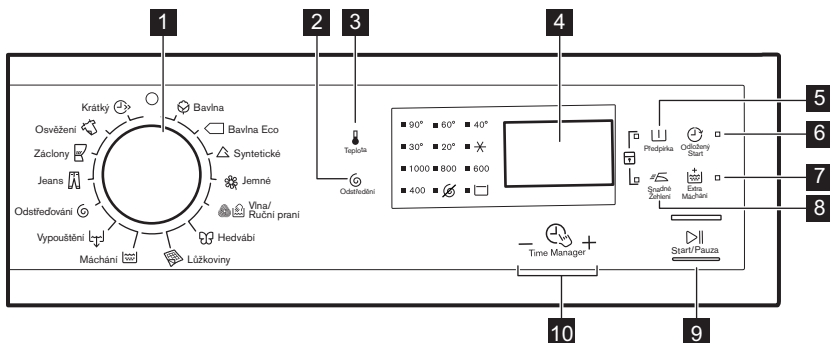 1
2
3
4
5
6
7
8
9
10
Krátký
Osvěžení
Záclony
Jeans
Odstřeďování
Vypouštění
Máchání
Bavlna
Bavlna Eco
Syntetické
Jemné
Vlna/
Ruční praní
Hedvábí
Lůžkoviny
Teplota
Odstředění
90° 60° 40°
30° 20°
1000 800 600
400
Time Manager
Předpírka
Odložený
Start
Snadné
Žehlení
Extra
Máchání
Start/Pauza